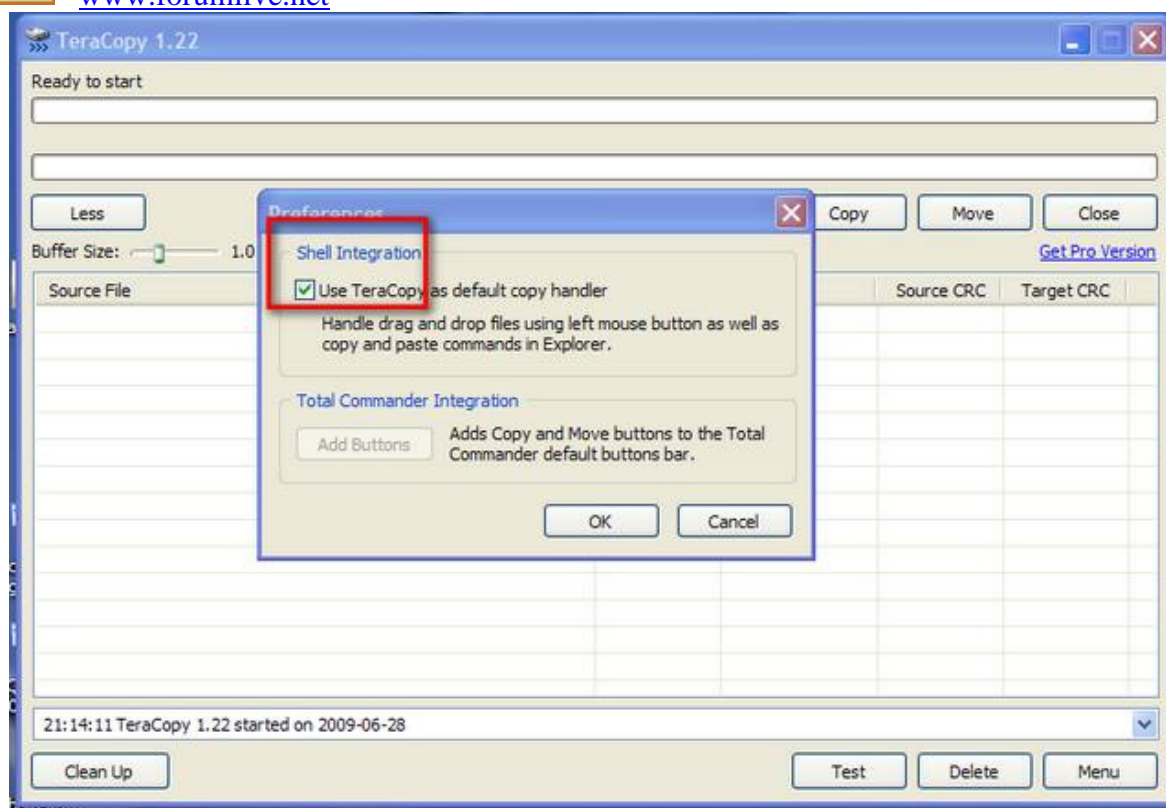 TeraCopy 1.22
Ready to start
Less
Copy
Move
Close
Buffer Size:
1.0
Get Pro Version
Source File
Source CRC
Target CRC
Preferences
Shell Integration
Use TeraCopy as default copy handler
Handle drag and drop files using left mouse button as well as
copy and paste commands in Explorer.
Total Commander Integration
Add Buttons
Adds Copy and Move buttons to the Total
Commander default buttons bar.
OK
Cancel
21:14:11 TeraCopy 1.22 started on 2009-06-28
Clean Up
Test
Delete
Menu